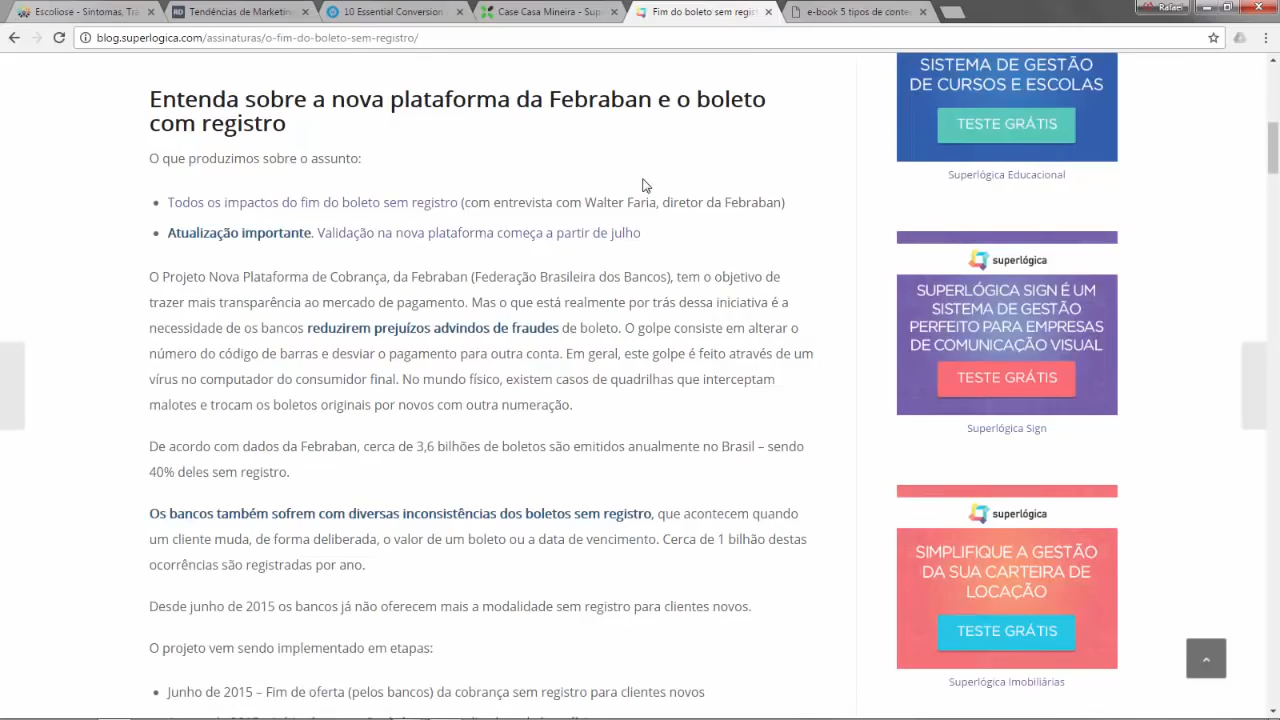 Escoliose - Sintomas, Tra
Tendências de Marketing
10 Essential Conversion
Case Casa Mineira - Sup
Fim do boleto sem regist
e-book 5 tipos de conte
Rafael
blog.superlogica.com/assinaturas/o-fim-do-boleto-sem-registro/
Entenda sobre a nova plataforma da Febraban e o boleto
com registro
O que produzimos sobre o assunto:
Todos os impactos do fim do boleto sem registro (com entrevista com Walter Faria, diretor da Febraban)
Atualização importante. Validação na nova plataforma começa a partir de julho
O Projeto Nova Plataforma de Cobrança, da Febraban (Federação Brasileira dos Bancos), tem o objetivo de
trazer mais transparência ao mercado de pagamento. Mas o que está realmente por trás dessa iniciativa é a
necessidade de os bancos reduzirem prejuízos advindos de fraudes de boleto. O golpe consiste em alterar o
número do código de barras e desviar o pagamento para outra conta. Em geral, este golpe é feito através de um
vírus no computador do consumidor final. No mundo físico, existem casos de quadrilhas que interceptam
malotes e trocam os boletos originais por novos com outra numeração.
De acordo com dados da Febraban, cerca de 3,6 bilhões de boletos são emitidos anualmente no Brasil – sendo
40% deles sem registro.
Os bancos também sofrem com diversas inconsistências dos boletos sem registro, que acontecem quando
um cliente muda, de forma deliberada, o valor de um boleto ou a data de vencimento. Cerca de 1 bilhão destas
ocorrências são registradas por ano.
Desde junho de 2015 os bancos já não oferecem mais a modalidade sem registro para clientes novos.
O projeto vem sendo implementado em etapas:
Junho de 2015 – Fim de oferta (pelos bancos) da cobrança sem registro para clientes novos
SISTEMA DE GESTÃO
DE CURSOS E ESCOLAS
TESTE GRÁTIS
Superlógica Educacional
superlógica
SUPERLÓGICA SIGN É UM
SISTEMA DE GESTÃO
PERFEITO PARA EMPRESAS
DE COMUNICAÇÃO VISUAL
TESTE GRÁTIS
Superlógica Sign
superlógica
SIMPLIFIQUE A GESTÃO
DA SUA CARTEIRA DE
LOCAÇÃO
TESTE GRÁTIS
Superlógica Imobiliárias